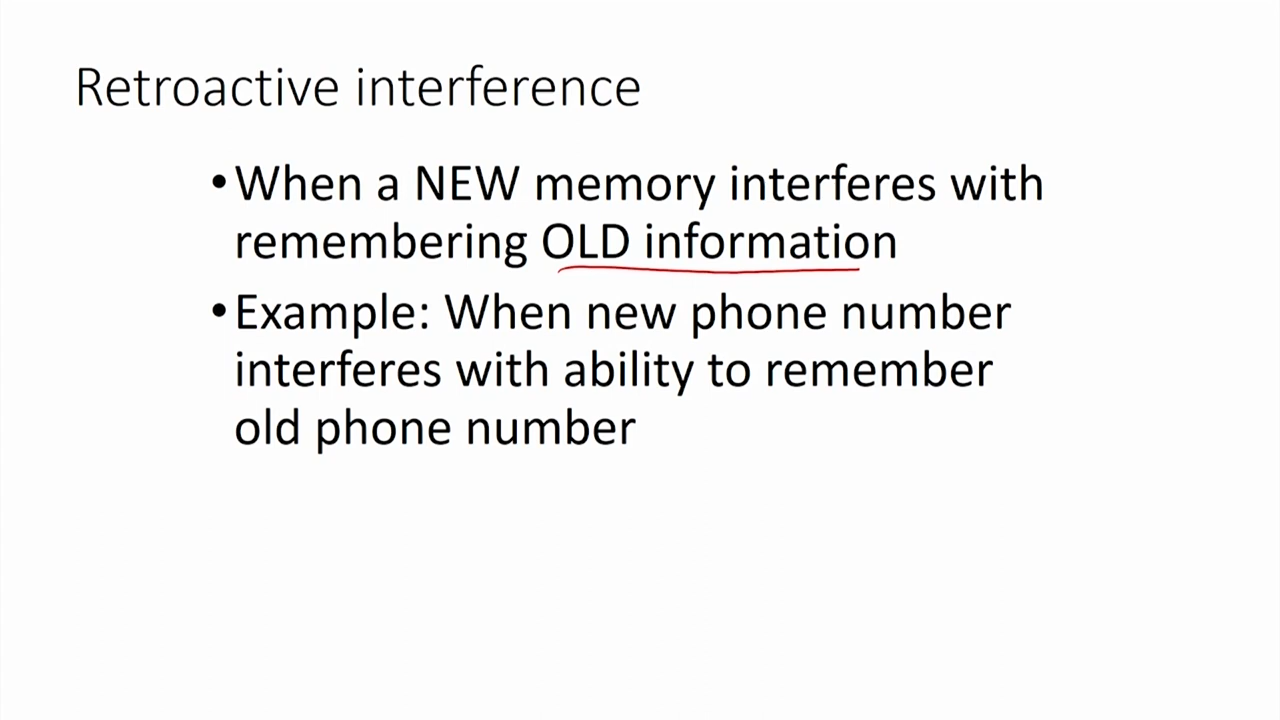 Retroactive interference
•When a NEW memory interferes with
remembering OLD information
•Example: When new phone number
interferes with ability to remember
old phone number